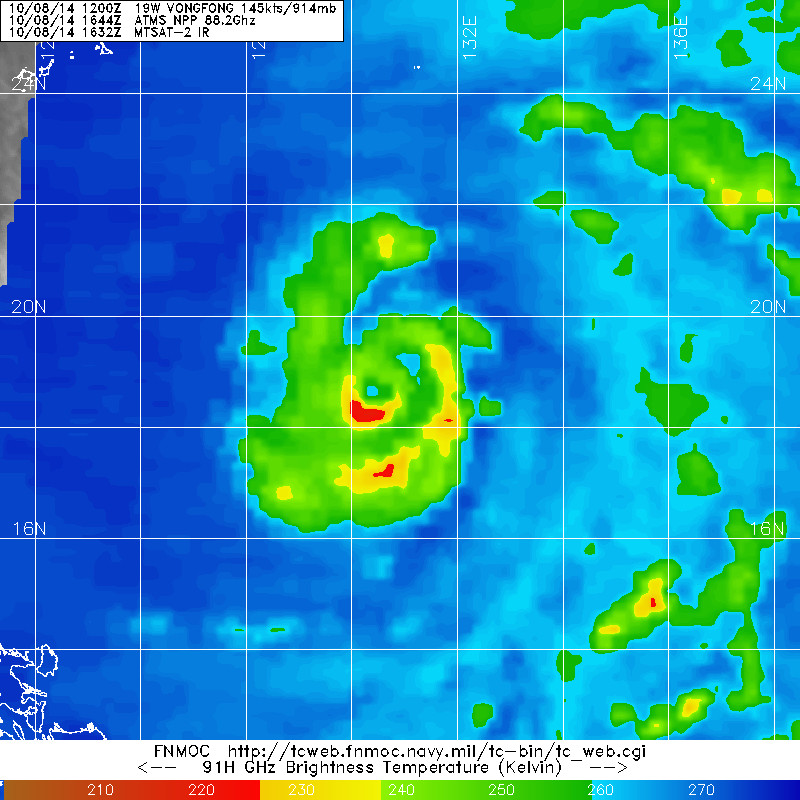 10/08/14 1200Z 19W VONGFONG 145kts/914mb
10/08/14 1644Z ATMS NPP 88.2Ghz
10/08/14 1632Z MTSAT-2 IR
132E 136E
24N 24N
20N 20N
16N 16N
FNMOC http://tcweb.fnmoc.navy.mil/tc-bin/tc_web.cgi
<-- 91H GHz Brightness Temperature (Kelvin) -->
210 220 230 240 250 260 270